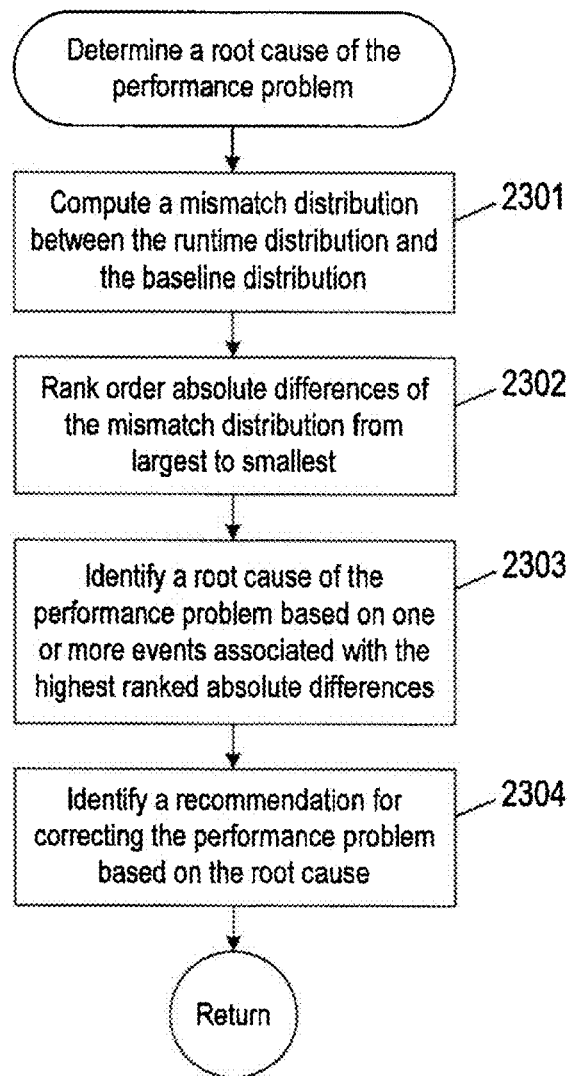 Determine a root cause of the
performance problem
Compute a mismatch distribution
between the runtime distribution and
the baseline distribution
2301
Rank order absolute differences of
the mismatch distribution from
largest to smallest
2302
Identify a root cause of the
performance problem based on one
or more events associated with the
highest ranked absolute differences
2303
Identify a recommendation for
correcting the performance problem
based on the root cause
2304
Return